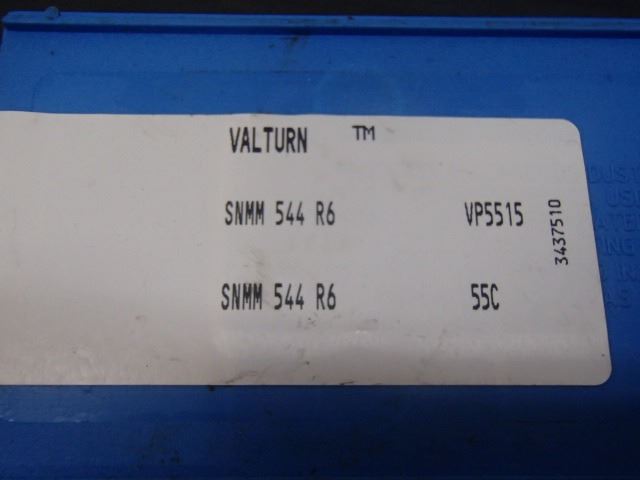 VALTURN ™
SNMM 544 R6 VP5515
SNMM 544 R6 55C
3437510